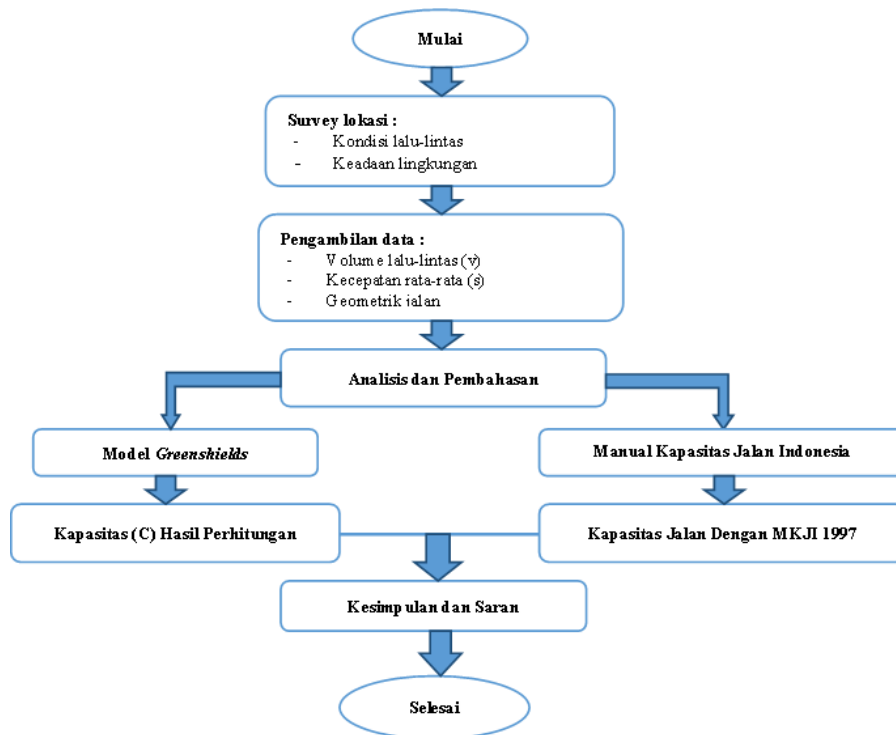 Mulai
Survey lokasi :
- Kondisi lalu-lintas
- Keadaan lingkungan
Pengambilan data :
- Volume lalu-lintas (v)
- Kecepatan rata-rata (s)
- Geometrik jalan
Analisis dan Pembahasan
Model Greenshields
Manual Kapasitas Jalan Indonesia
Kapasitas (C) Hasil Perhitungan
Kapasitas Jalan Dengan MKJI 1997
Kesimpulan dan Saran
Selesai